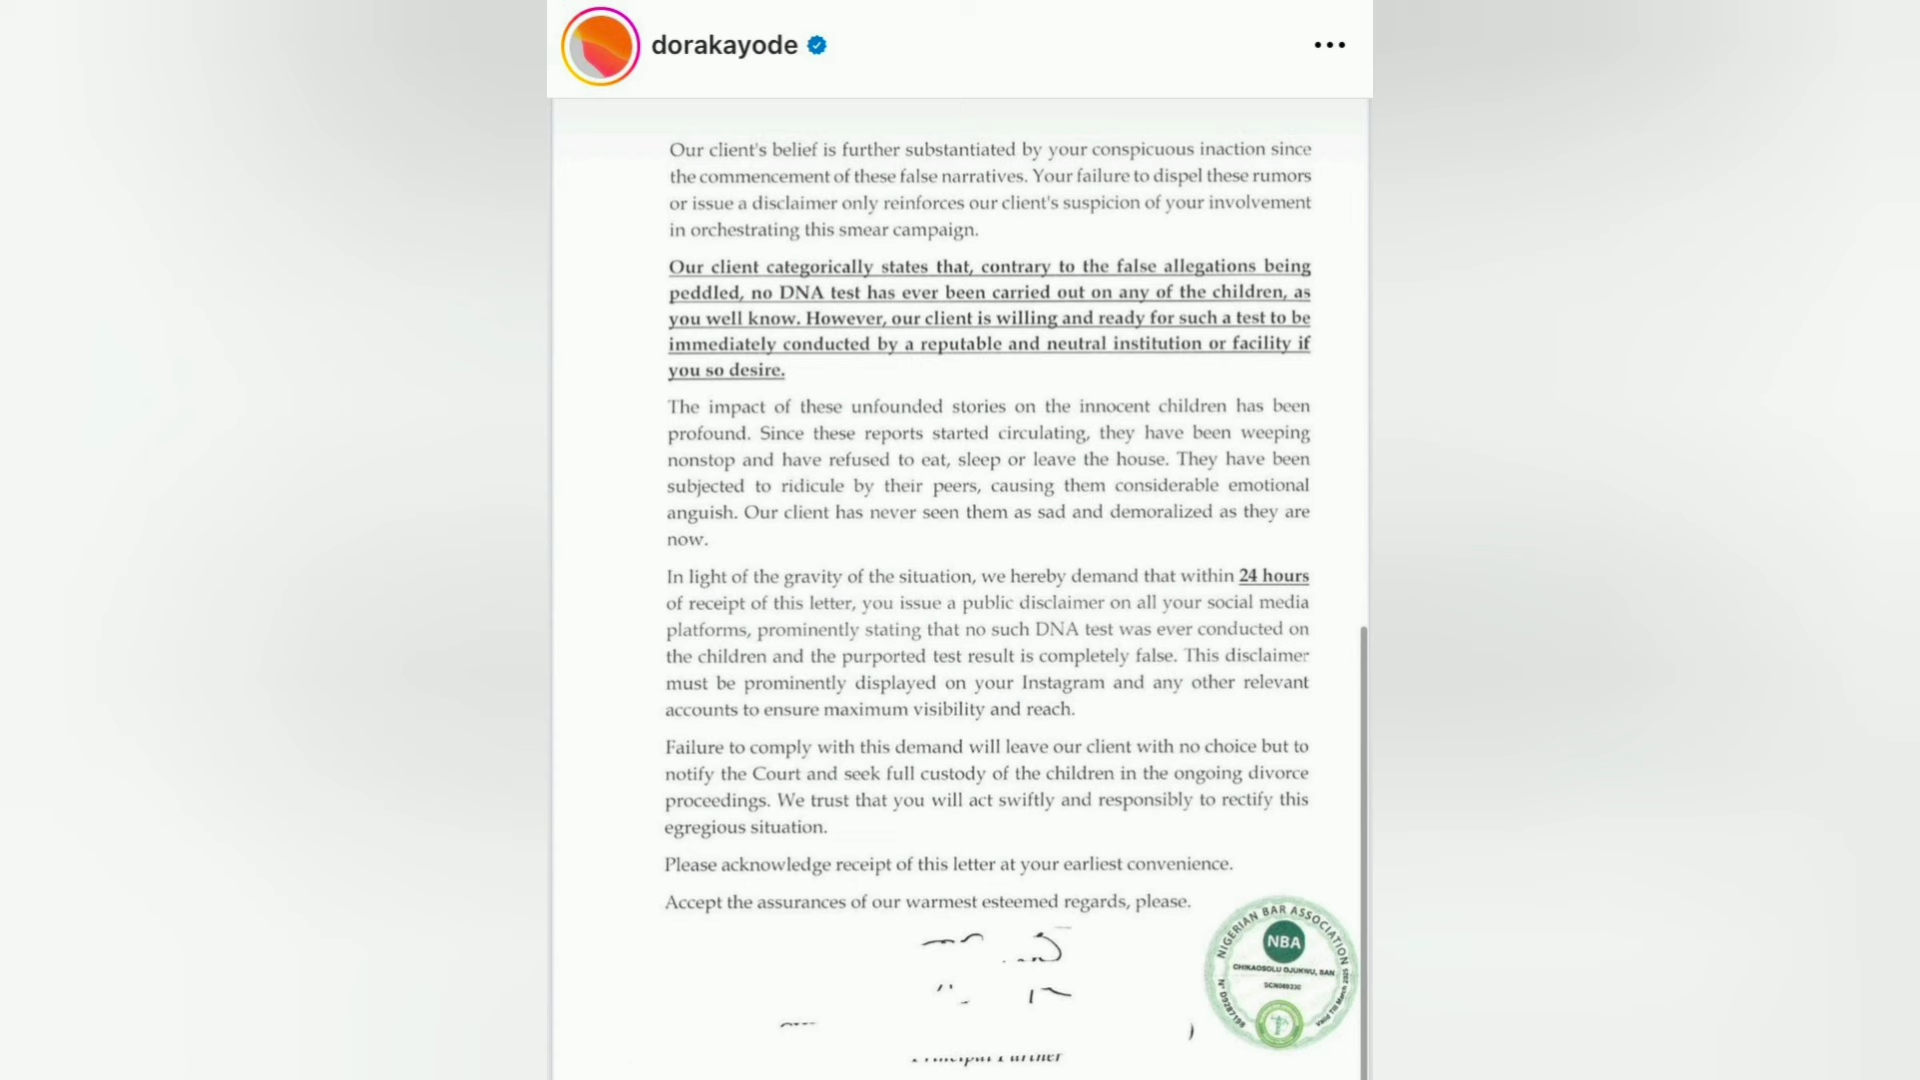 dorakayode
Our client's belief is further substantiated by your conspicuous inaction since
the commencement of these false narratives. Your failure to dispel these rumors
or issue a disclaimer only reinforces our client's suspicion of your involvement
in orchestrating this smear campaign.
Our client categorically states that, contrary to the false allegations being
peddled, no DNA test has ever been carried out on any of the children, as
you well know. However, our client is willing and ready for such a test to be
immediately conducted by a reputable and neutral institution or facility if
you so desire.
The impact of these unfounded stories on the innocent children has been
profound. Since these reports started circulating, they have been weeping
nonstop and have refused to eat, sleep or leave the house. They have been
subjected to ridicule by their peers, causing them considerable emotional
anguish. Our client has never seen them as sad and demoralized as they are
now.
In light of the gravity of the situation, we hereby demand that within 24 hours
of receipt of this letter, you issue a public disclaimer on all your social media
platforms, prominently stating that no such DNA test was ever conducted on
the children and the purported test result is completely false. This disclaimer
must be prominently displayed on your Instagram and any other relevant
accounts to ensure maximum visibility and reach.
Failure to comply with this demand will leave our client with no choice but to
notify the Court and seek full custody of the children in the ongoing divorce
proceedings. We trust that you will act swiftly and responsibly to rectify this
egregious situation.
Please acknowledge receipt of this letter at your earliest convenience.
Accept the assurances of our warmest esteemed regards, please.
NIGERIAN BAR ASSOCIATION
NBA
CHIKAOSOLU OJUKWU, SAN
Valid Till March 2025
Principal Partner